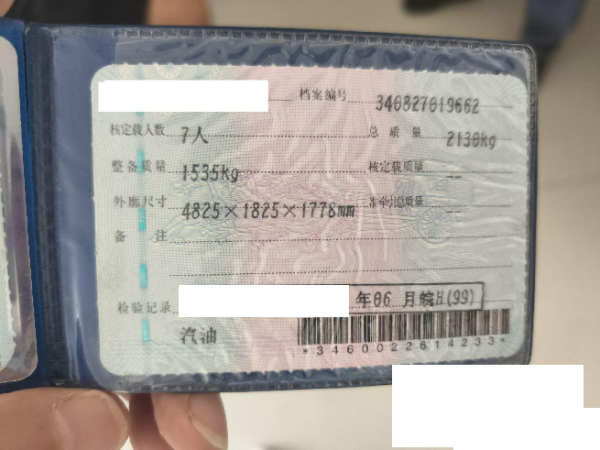 档案编号 340827019662
核定载人数 7人 总质量 2130kg
整备质量 1535kg 核定载质量 --
外廓尺寸 4825×1825×1778mm 准牵引总质量 --
备注
检验记录 年06月皖H(99)
汽油
*3460022614233*